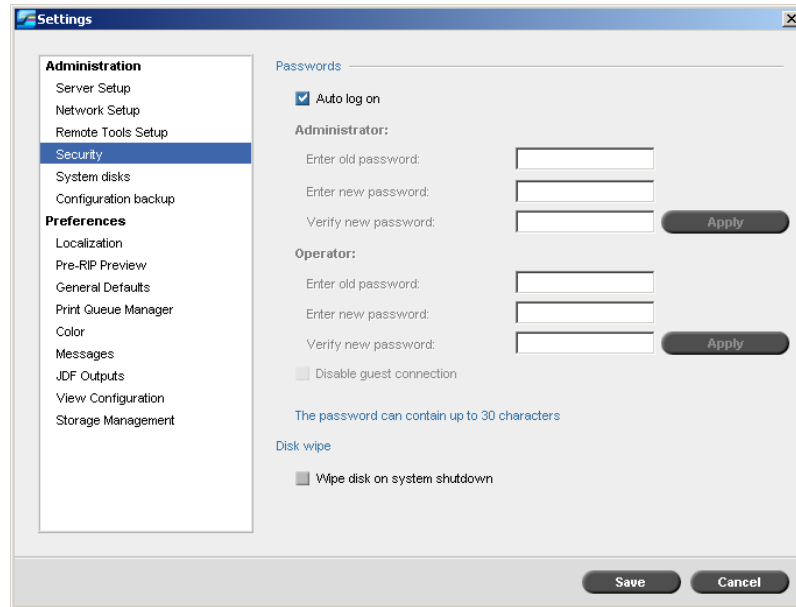 Settings
Administration
Server Setup
Network Setup
Remote Tools Setup
Security
System disks
Configuration backup
Preferences
Localization
Pre-RIP Preview
General Defaults
Print Queue Manager
Color
Messages
JDF Outputs
View Configuration
Storage Management
Passwords
Auto log on
Administrator:
Enter old password:
Enter new password:
Verify new password:
Apply
Operator:
Enter old password:
Enter new password:
Verify new password:
Apply
Disable guest connection
The password can contain up to 30 characters
Disk wipe
Wipe disk on system shutdown
Save
Cancel